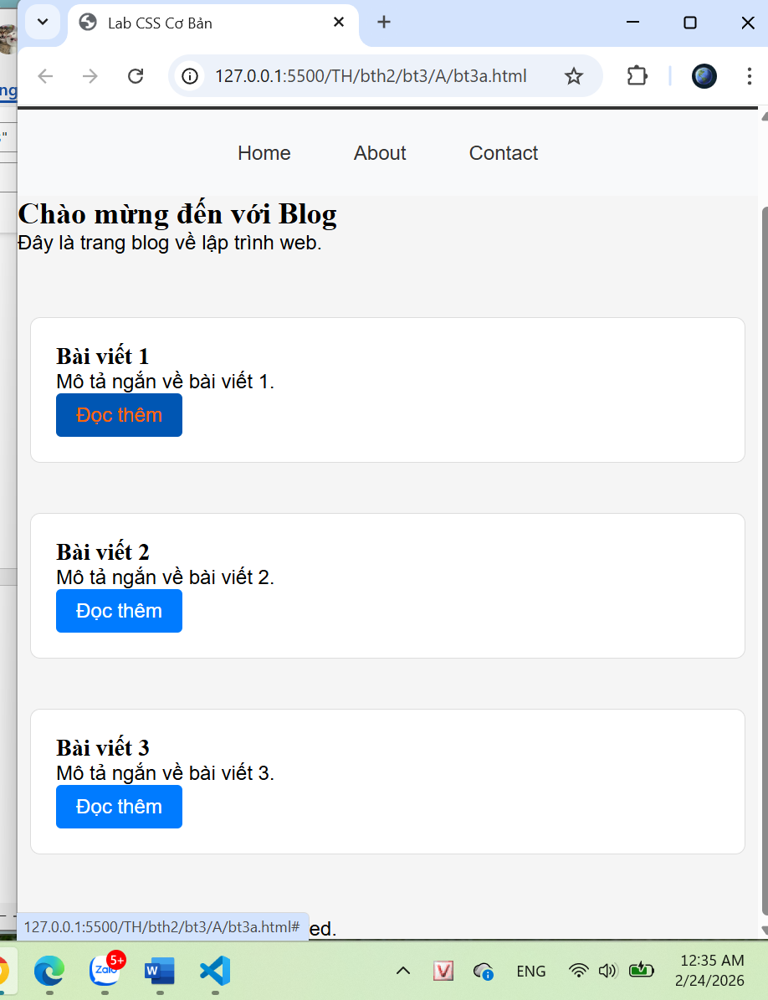 Lab CSS Cơ Bản
127.0.0.1:5500/TH/bth2/bt3/A/bt3a.html
ng
"
Home About Contact
Chào mừng đến với Blog
Đây là trang blog về lập trình web.
Bài viết 1
Mô tả ngắn về bài viết 1.
Đọc thêm
Bài viết 2
Mô tả ngắn về bài viết 2.
Đọc thêm
Bài viết 3
Mô tả ngắn về bài viết 3.
Đọc thêm
127.0.0.1:5500/TH/bth2/bt3/A/bt3a.html# ed.
5+
Zalo
W
V
ENG
12:35 AM
2/24/2026